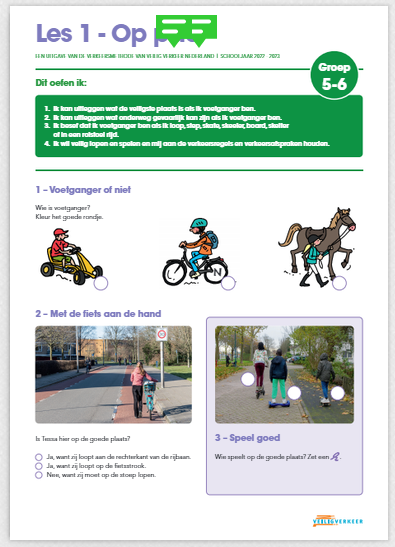 Les 1 - Op
EEN UITGAVE VAN DE VERKEERSMETHODE VAN VEILIG VERKEER NEDERLAND | SCHOOLJAAR 2022 - 2023
Groep
5-6
Dit oefen ik:
1. Ik kan uitleggen wat de veiligste plaats is als ik voetganger ben.
2. Ik kan uitleggen wat onderweg gevaarlijk kan zijn als ik voetganger ben.
3. Ik besef dat ik voetganger ben als ik loop, step, skate, skeeler, board, skelter
of in een rolstoel rijd.
4. Ik wil veilig lopen en spelen en mij aan de verkeersregels en verkeersafspraken houden.
1 – Voetganger of niet
Wie is voetganger?
Kleur het goede rondje.
2 – Met de fiets aan de hand
Is Tessa hier op de goede plaats?
Ja, want zij loopt aan de rechterkant van de rijbaan.
Ja, want zij loopt op de fietsstrook.
Nee, want zij moet op de stoep lopen.
3 – Speel goed
Wie speelt op de goede plaats? Zet een
VEILIG VERKEER